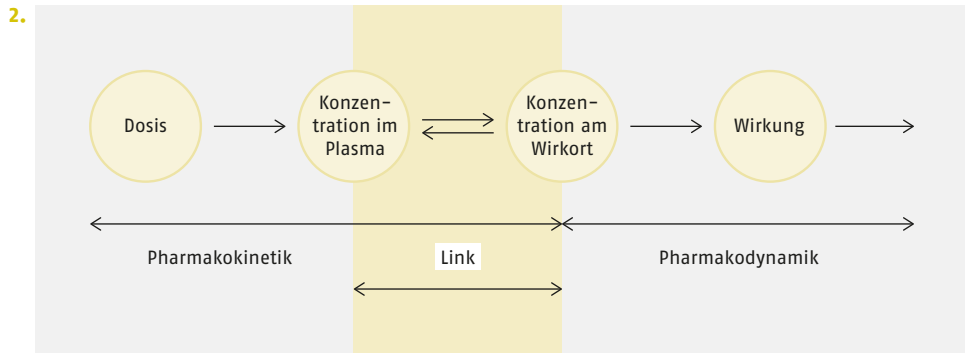 2.
Dosis
Konzen-
tration im
Plasma
Konzen-
tration am
Wirkort
Wirkung
Pharmakokinetik
Link
Pharmakodynamik